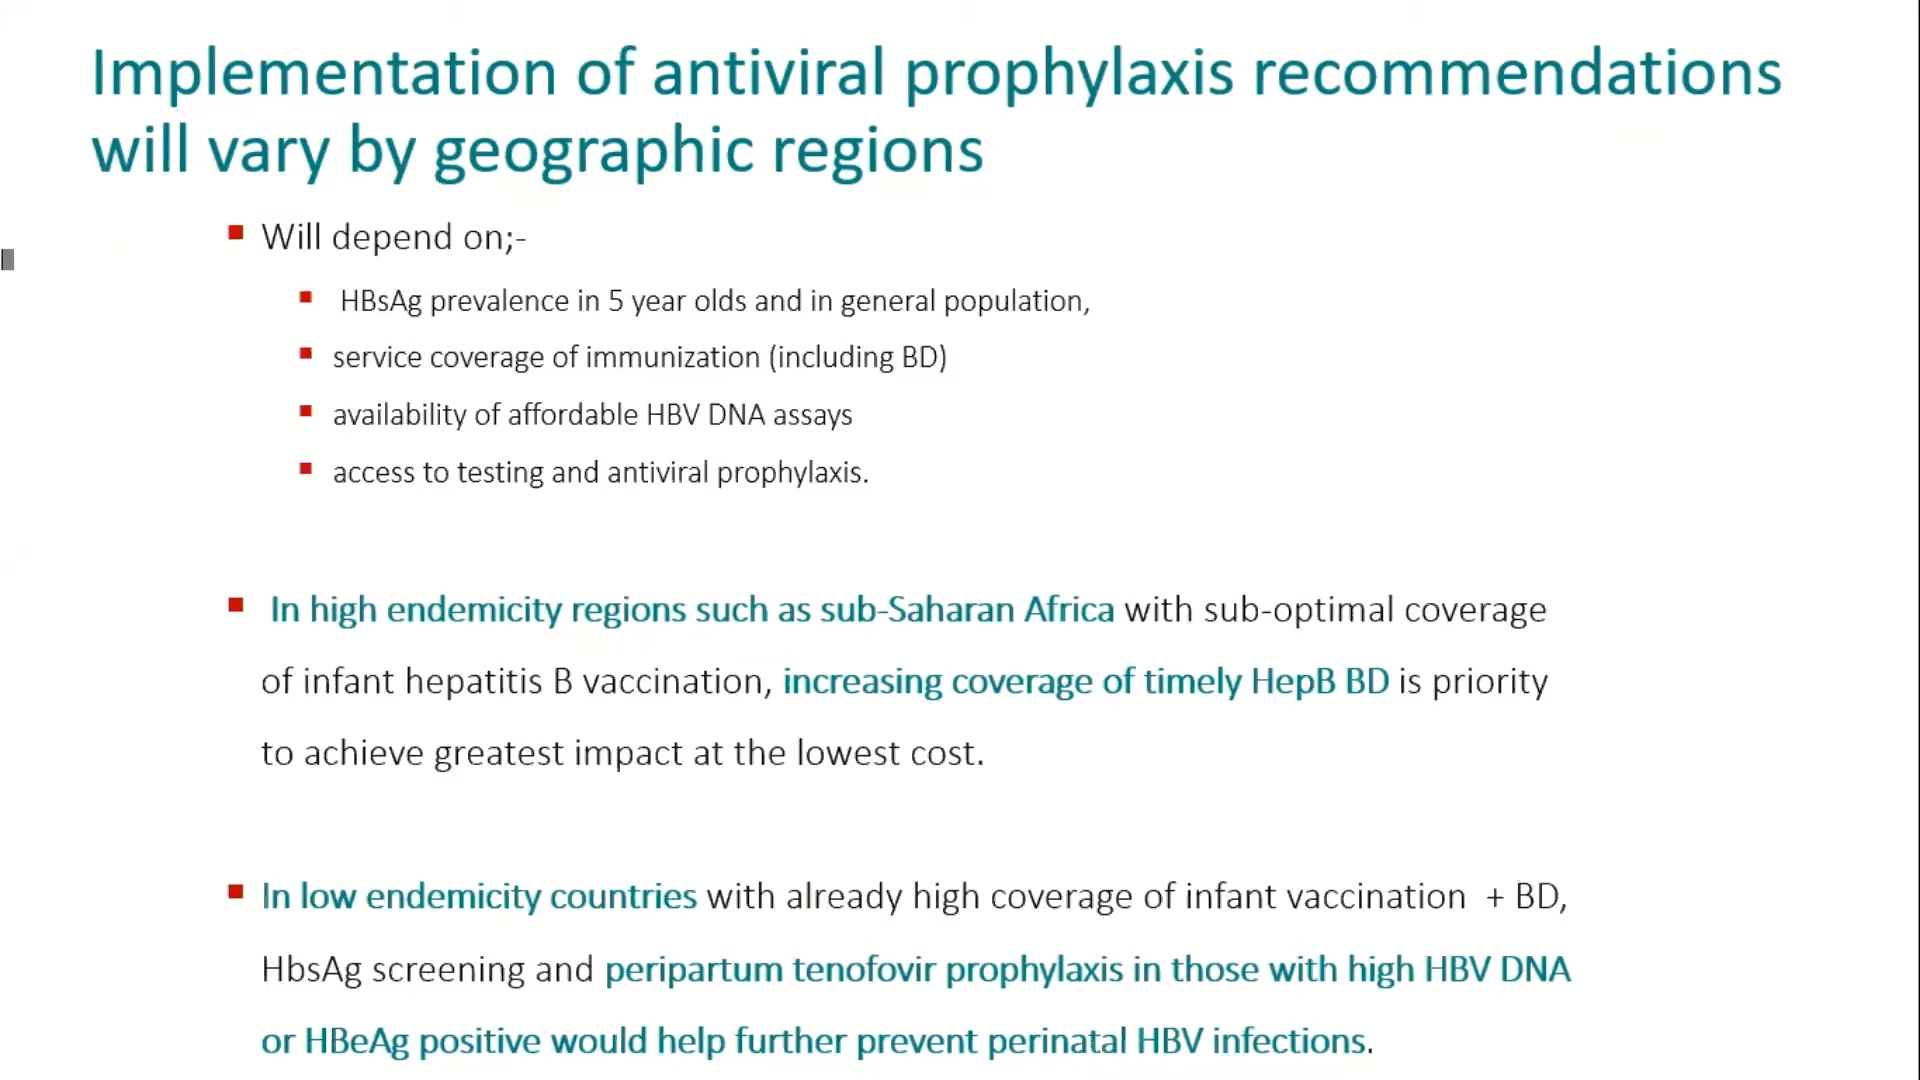 Implementation of antiviral prophylaxis recommendations
will vary by geographic regions
Will depend on;-
HBsAg prevalence in 5 year olds and in general population,
service coverage of immunization (including BD)
availability of affordable HBV DNA assays
access to testing and antiviral prophylaxis.
In high endemicity regions such as sub-Saharan Africa with sub-optimal coverage
of infant hepatitis B vaccination, increasing coverage of timely HepB BD is priority
to achieve greatest impact at the lowest cost.
In low endemicity countries with already high coverage of infant vaccination + BD,
HbsAg screening and peripartum tenofovir prophylaxis in those with high HBV DNA
or HBeAg positive would help further prevent perinatal HBV infections.